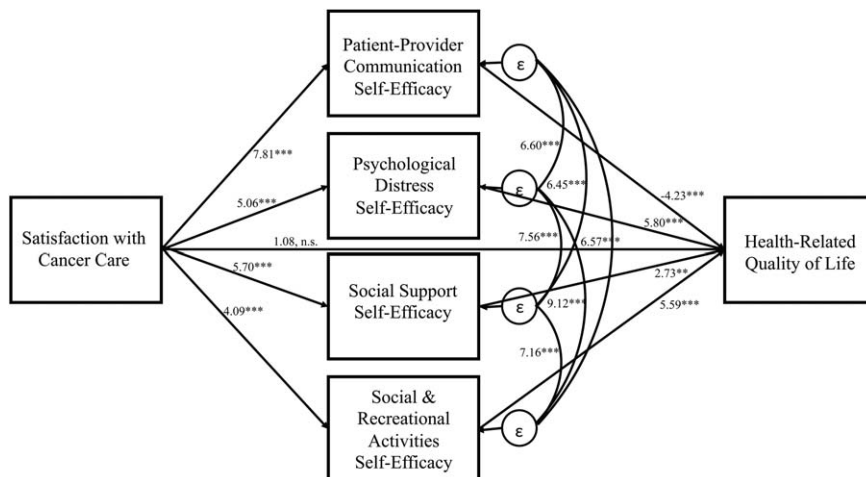 Patient-Provider
Communication
Self-Efficacy
ε
6.60***
7.81***
Psychological
Distress
Self-Efficacy
ε
6.45***
-4.23***
5.06***
5.80***
Satisfaction with
Cancer Care
1.08, n.s.
7.56***
6.57***
Health-Related
Quality of Life
5.70***
Social Support
Self-Efficacy
ε
2.73**
9.12***
5.59***
4.09***
7.16***
Social &
Recreational
Activities
Self-Efficacy
ε